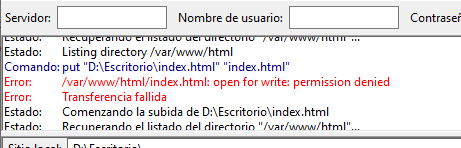 Servidor: Nombre de usuario: Contraseñ
Estado: Recuperando el listado del directorio "/var/www/html"...
Estado: Listing directory /var/www/html
Comando: put "D:\Escritorio\index.html" "index.html"
Error: /var/www/html/index.html: open for write: permission denied
Error: Transferencia fallida
Estado: Comenzando la subida de D:\Escritorio\index.html
Estado: Recuperando el listado del directorio "/var/www/html"...
Sitio local: D:\Escritorio\